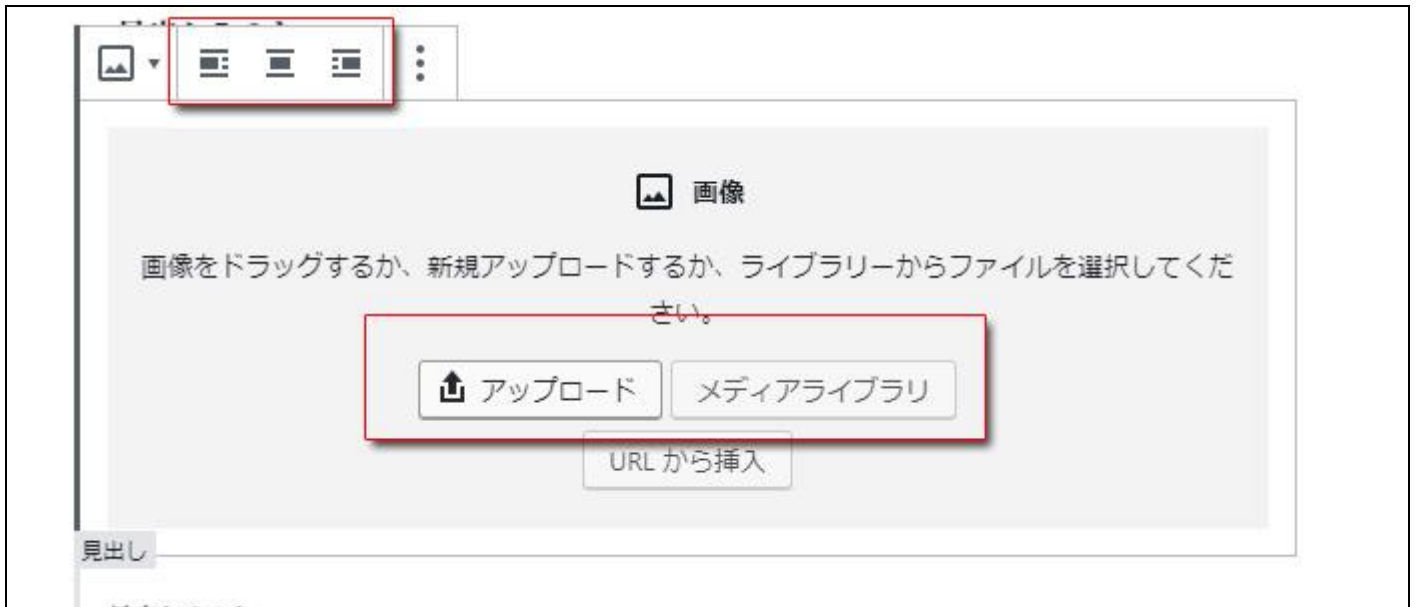 画像
画像をドラッグするか、新規アップロードするか、ライブラリーからファイルを選択してくだ
さい。
アップロード
メディアライブラリ
URL から挿入
見出し